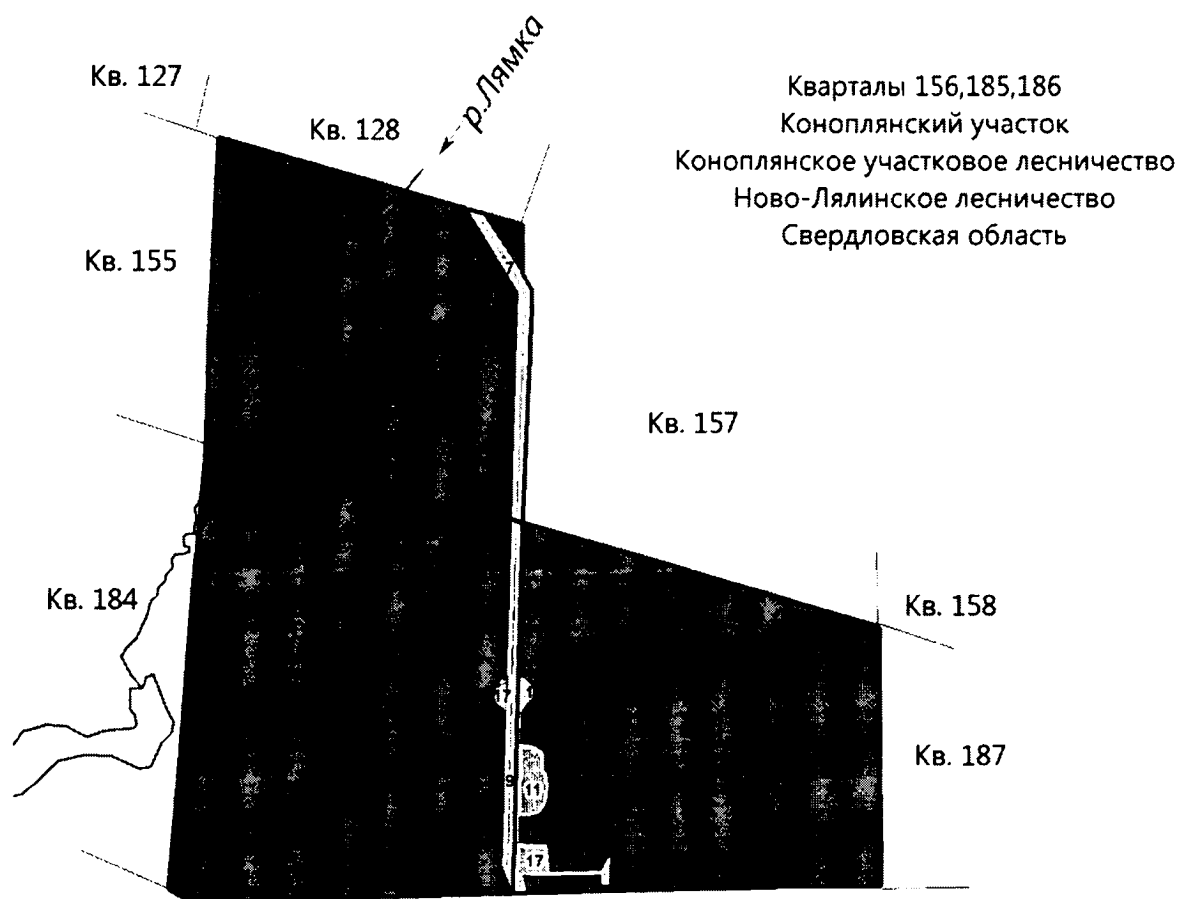 р.Лямка
Кв. 127
Кв. 128
Кварталы 156,185,186
Коноплянский участок
Коноплянское участковое лесничество
Ново-Лялинское лесничество
Свердловская область
Кв. 155
Кв. 157
Кв. 184
Кв. 158
Кв. 187
11
17